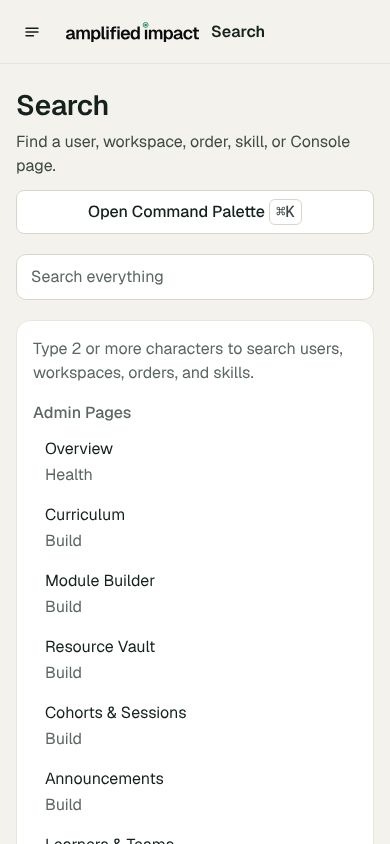 amplified impact Search
Search
Find a user, workspace, order, skill, or Console
page.
Open Command Palette ⌘K
Search everything
Type 2 or more characters to search users,
workspaces, orders, and skills.
Admin Pages
Overview
Health
Curriculum
Build
Module Builder
Build
Resource Vault
Build
Cohorts & Sessions
Build
Announcements
Build
Learners & Teams